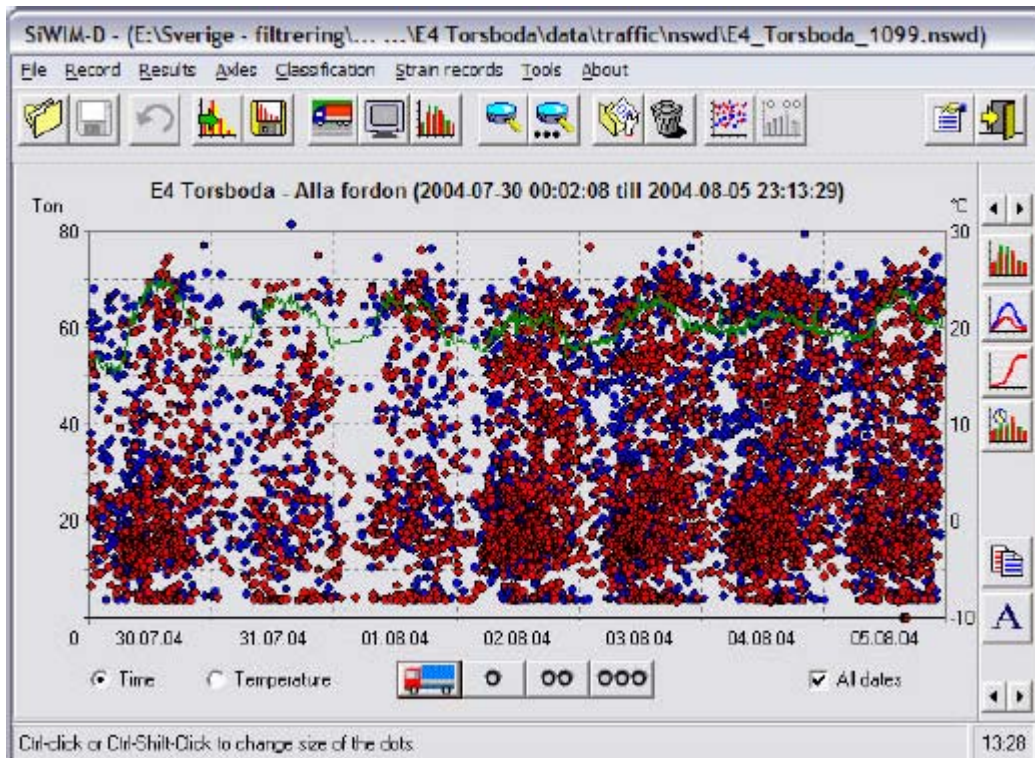 SiWIM-D - (E:\Sverige - filtrering\... ...\E4 Torsboda\data\traffic\nswd\E4_Torsboda_1099.nswd)
File Record Results Axles Classification Strain records Tools About
E4 Torsboda - Alla fordon (2004-07-30 00:02:08 till 2004-08-05 23:13:29)
Ton °C
80 30
60 20
40 10
20 0
-10
0 30.07.04 31.07.04 01.08.04 02.08.04 03.08.04 04.08.04 05.08.04
Time Temperature All dates
A
Ctrl-click or Ctrl-Shift-Click to change size of the dots 13:28